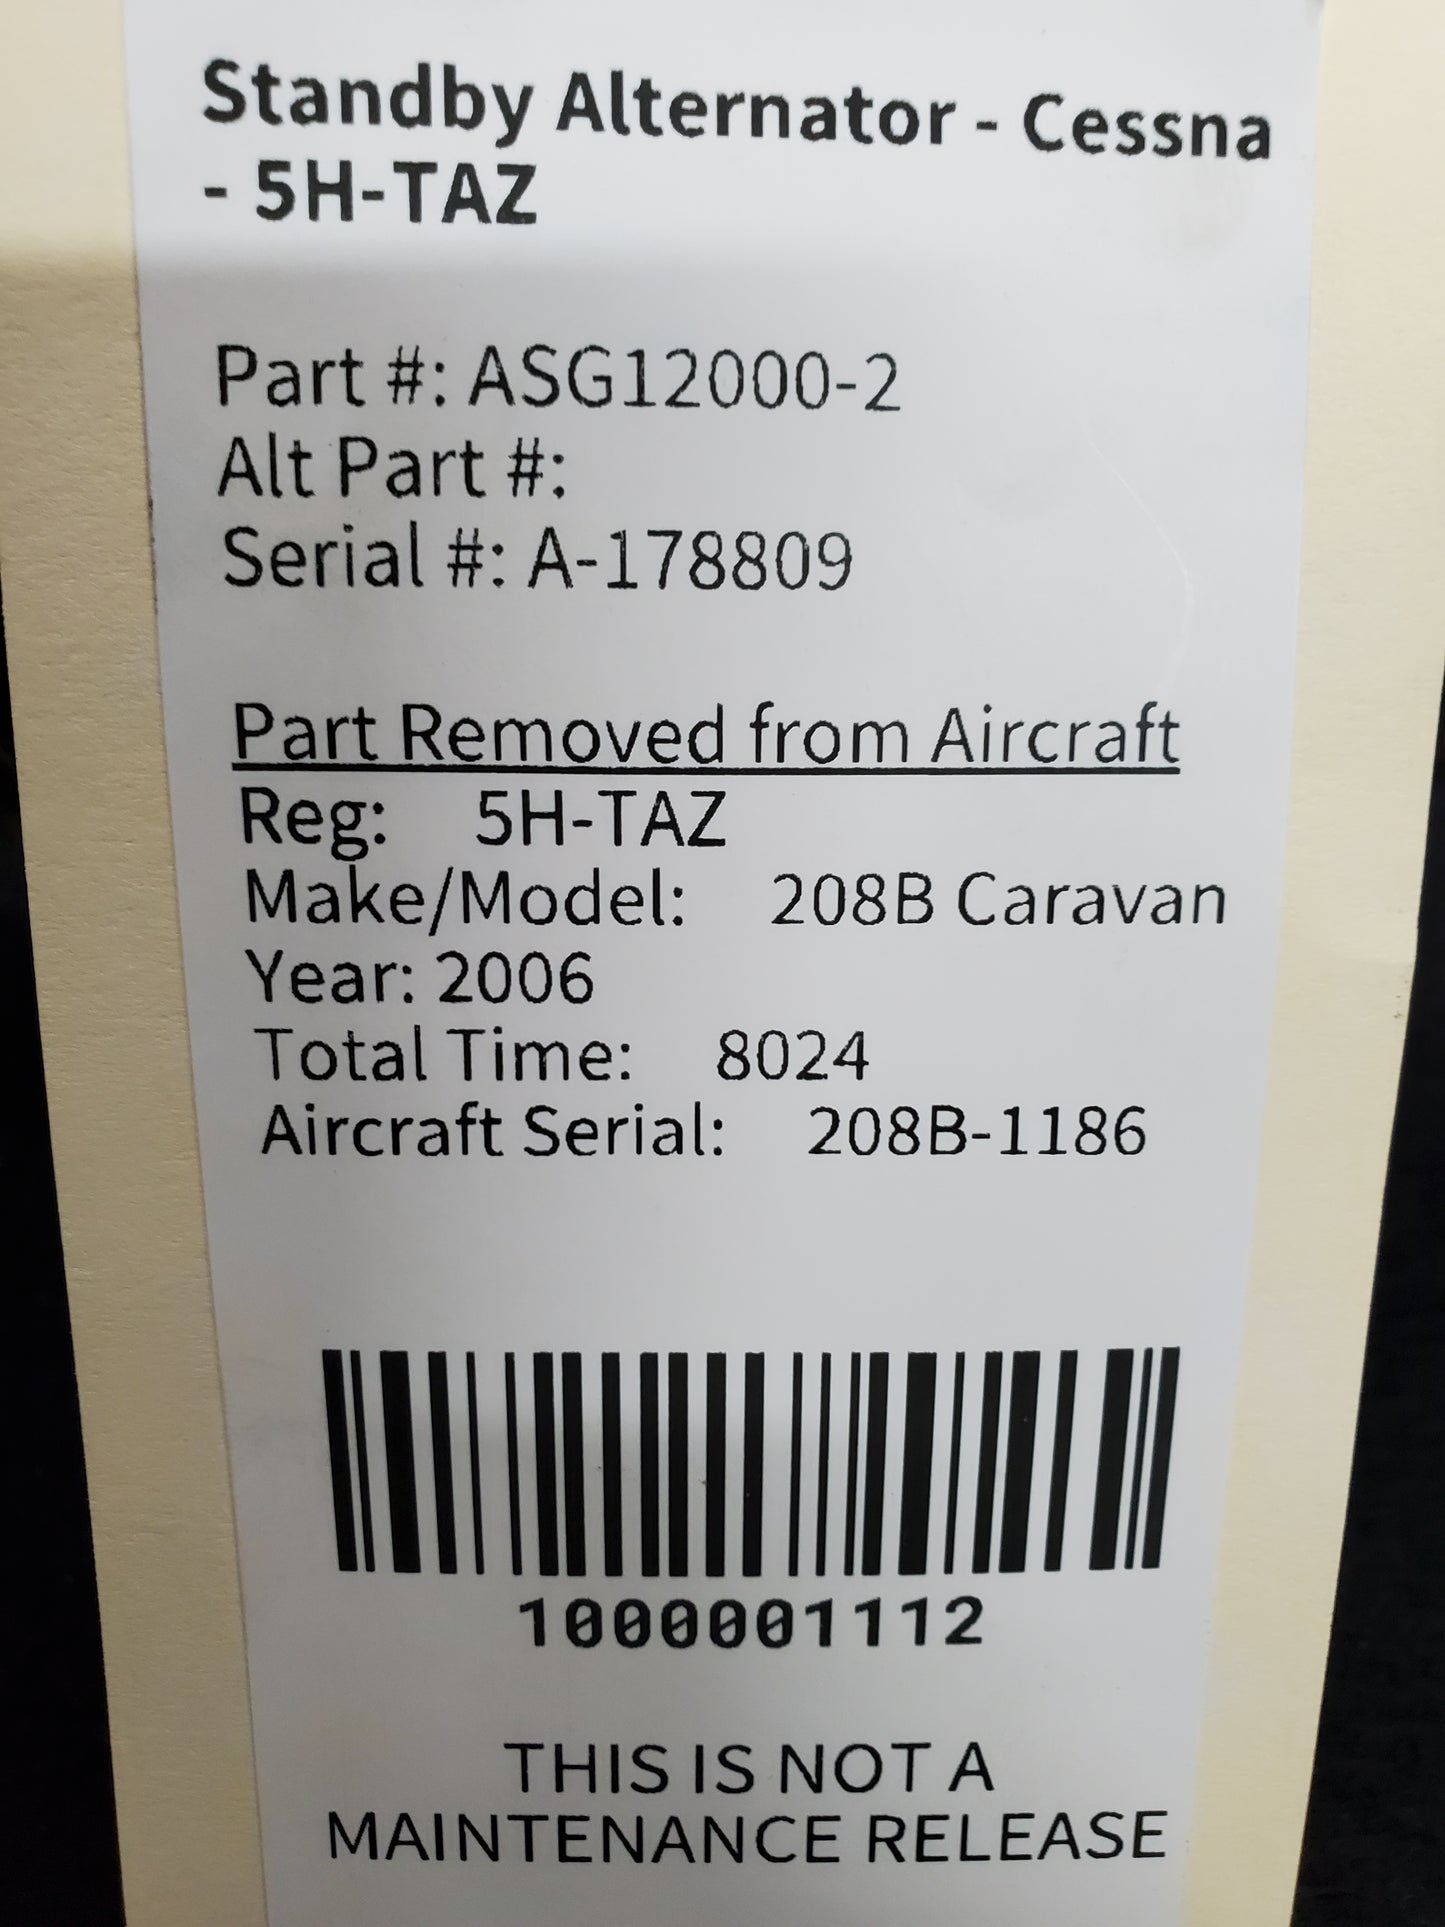 Standby Alternator - Cessna
- 5H-TAZ
Part #: ASG12000-2
Alt Part #:
Serial #: A-178809
Part Removed from Aircraft
Reg: 5H-TAZ
Make/Model: 208B Caravan
Year: 2006
Total Time: 8024
Aircraft Serial: 208B-1186
1000001112
THIS IS NOT A
MAINTENANCE RELEASE